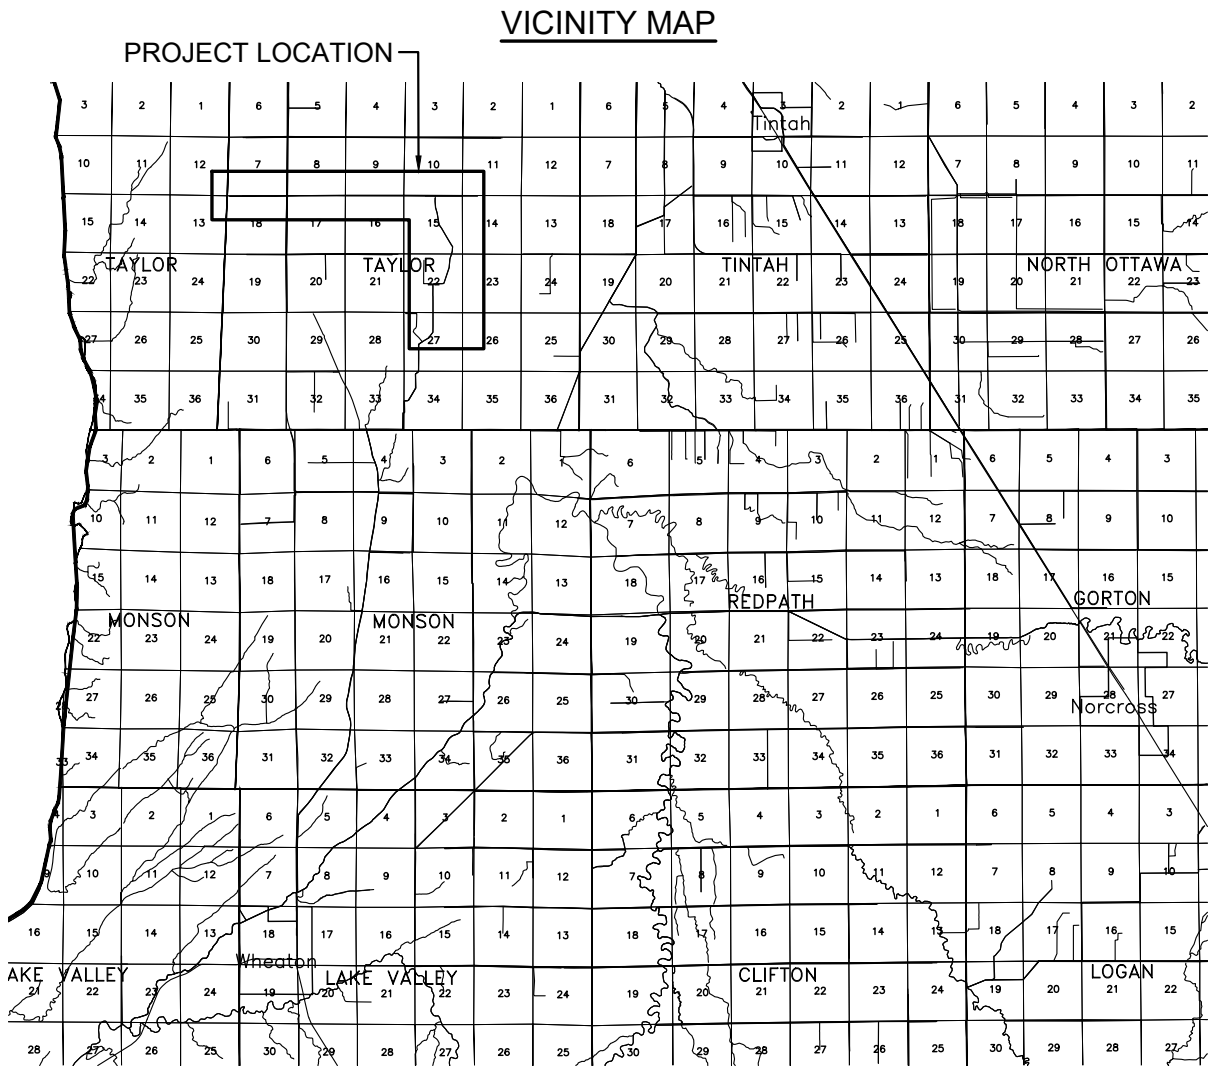 VICINITY MAP
PROJECT LOCATION
3 2 1 6 5 4 3 2 1 6 5 4 3 2 1 6 5 4 3 2
Tintah
10 11 12 7 8 9 10 11 12 7 8 9 10 11 12 7 8 9 10 11
15 14 13 18 17 16 15 14 13 18 17 16 15 14 13 18 17 16 15 14
TAYLOR TAYLOR TINTAH NORTH OTTAWA
22 23 24 19 20 21 22 23 24 19 20 21 22 23 24 19 20 21 22 23
27 26 25 30 29 28 27 26 25 30 29 28 27 26 25 30 29 28 27 26
34 35 36 31 32 33 34 35 36 31 32 33 34 35 36 31 32 33 34 35
3 2 1 6 5 4 3 2 1 6 5 4 3 2 1 6 5 4 3
10 11 12 7 8 9 10 11 12 7 8 9 10 11 12 7 8 9 10
15 14 13 18 17 16 15 14 13 18 17 16 15 14 13 18 17 16 15
REDPATH GORTON
MONSON MONSON
22 23 24 19 20 21 22 23 24 19 20 21 22 23 24 19 20 21 22
27 26 25 30 29 28 27 26 25 30 29 28 27 26 25 30 29 28 27
Norcross
33 34 35 36 31 32 33 34 35 36 31 32 33 34 35 36 31 32 33 34
4 3 2 1 6 5 4 3 2 1 6 5 4 3 2 1 6 5 4 3
9 10 11 12 7 8 9 10 11 12 7 8 9 10 11 12 7 8 9 10
16 15 14 13 18 17 16 15 14 13 18 17 16 15 14 13 18 17 16 15
Wheaton
AKE VALLEY LAKE VALLEY CLIFTON LOGAN
21 22 23 24 19 20 21 22 23 24 19 20 21 22 23 24 19 20 21 22
28 27 26 25 30 29 28 27 26 25 30 29 28 27 26 25 30 29 28 27